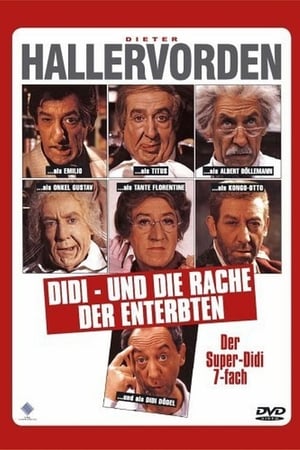 DIETER
HALLERVORDEN
...als EMILIO
...als TITUS
...als ALBERT BÖLLEMANN
...als ONKEL GUSTAV
...als TANTE FLORENTINE
...als KONGO-OTTO
DIDI - UND DIE RACHE
DER ENTERBTEN
Der
Super-Didi
7-fach
...und als DIDI DÖDEL
DVD
VIDEO